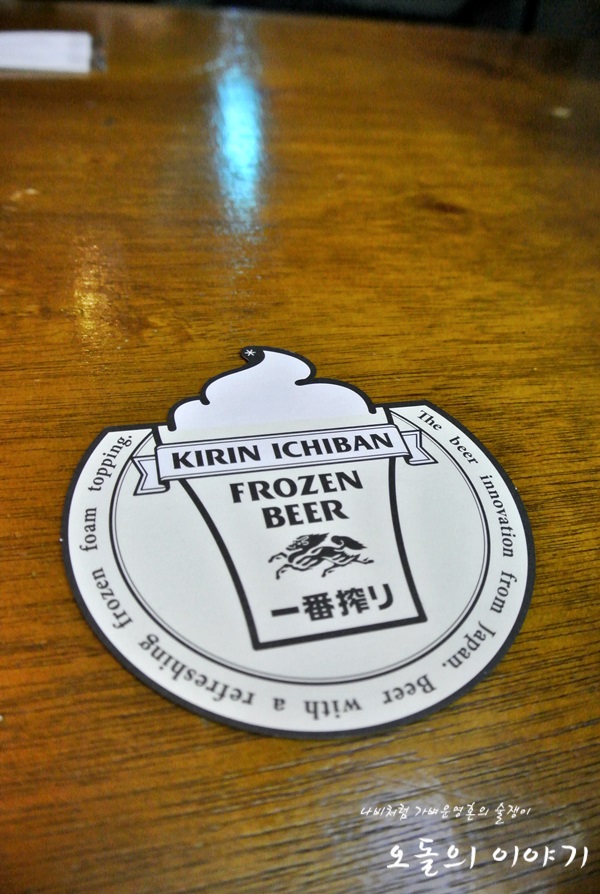 KIRIN ICHIBAN
FROZEN
BEER
一番搾り
The beer innovation from Japan. Beer with a refreshing frozen foam topping.
나비처럼 가벼운영혼의 술쟁이
오돌의 이야기